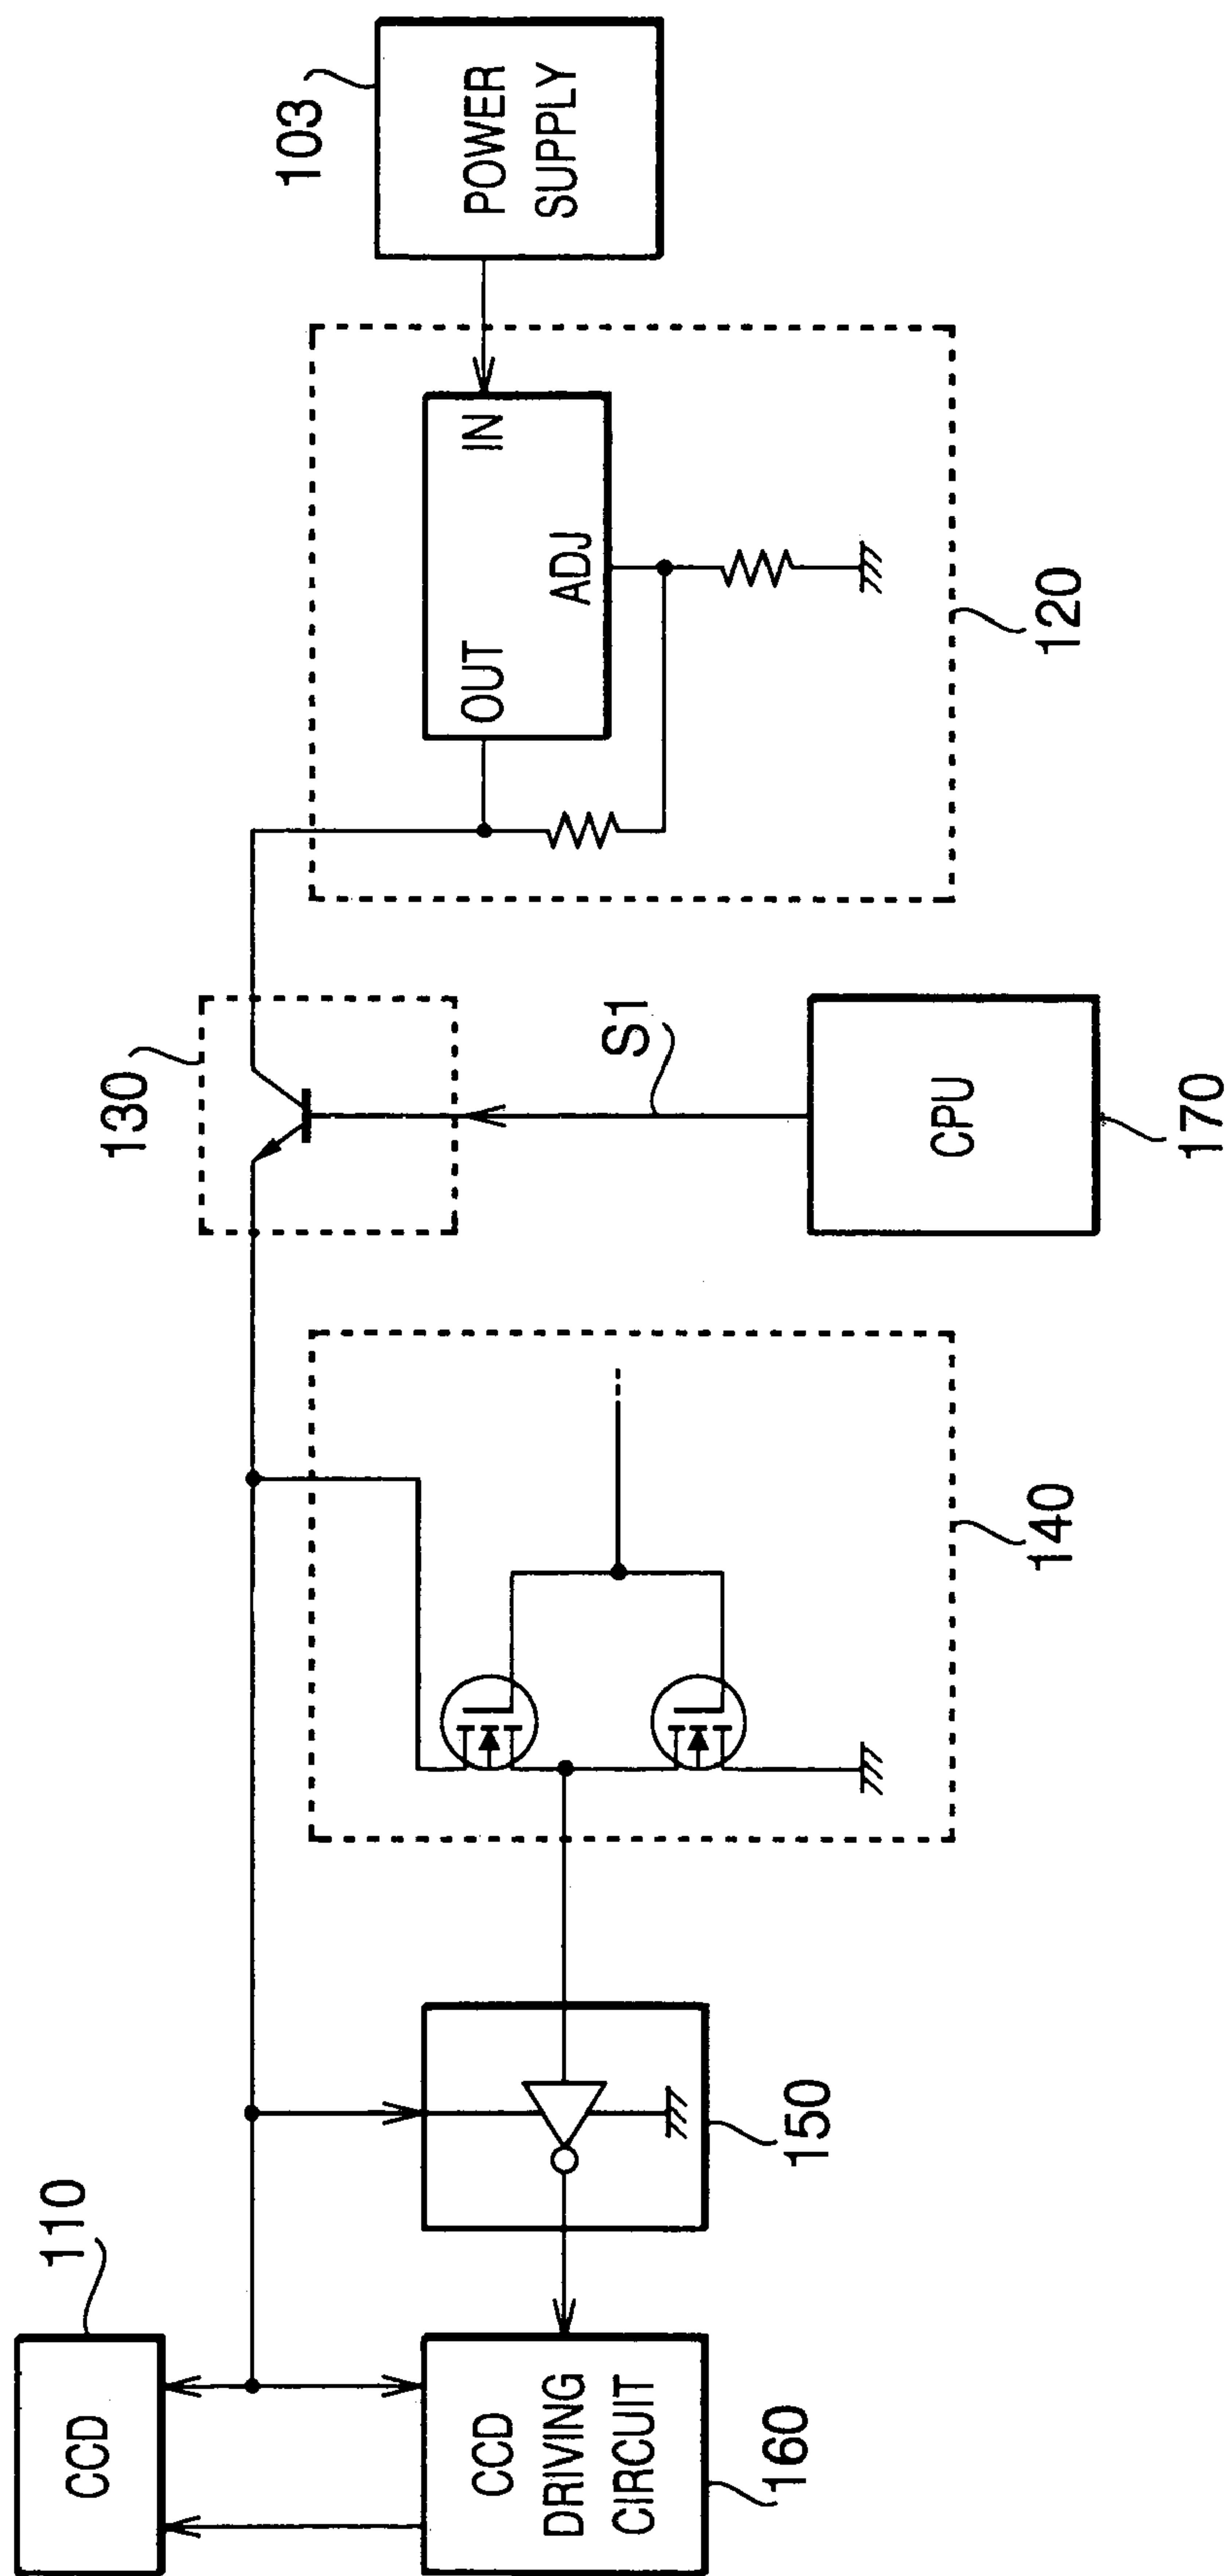 110
CCD
CCD
DRIVING
CIRCUIT
160
150
140
130
S1
CPU
170
OUT
ADJ
IN
120
103
POWER
SUPPLY